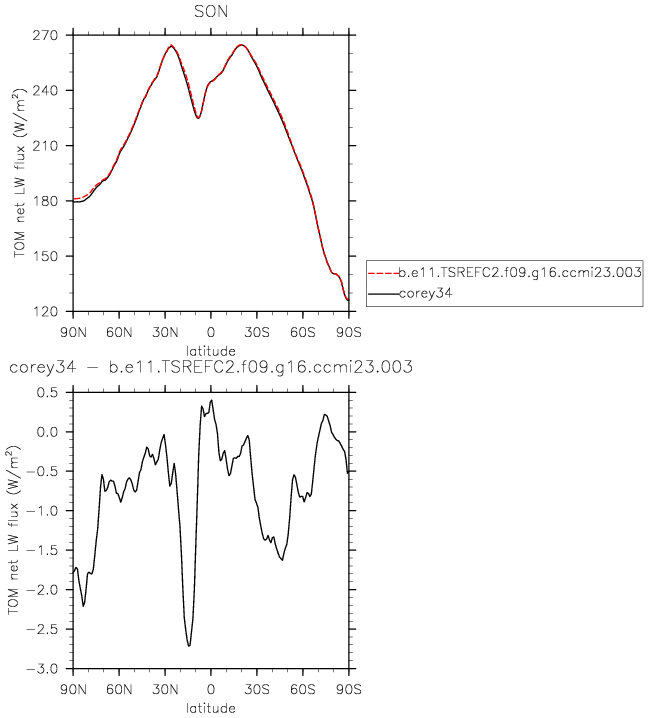 SON
270
240
210
180
150
120
TOM net LW flux (W/m²)
90N 60N 30N 0 30S 60S 90S
latitude
b.e11.TSREFC2.f09.g16.ccmi23.003
corey34
corey34 − b.e11.TSREFC2.f09.g16.ccmi23.003
0.5
0.0
−0.5
−1.0
−1.5
−2.0
−2.5
−3.0
TOM net LW flux (W/m²)
90N 60N 30N 0 30S 60S 90S
latitude